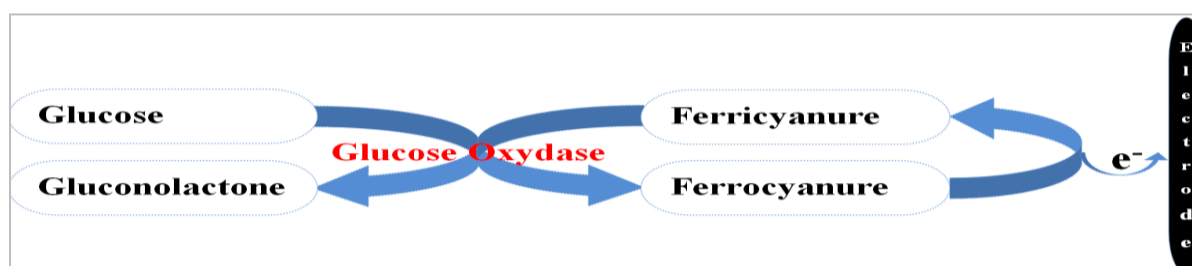 Glucose
Ferricyanure
Glucose Oxydase
Gluconolactone
Ferrocyanure
e-
Electrode